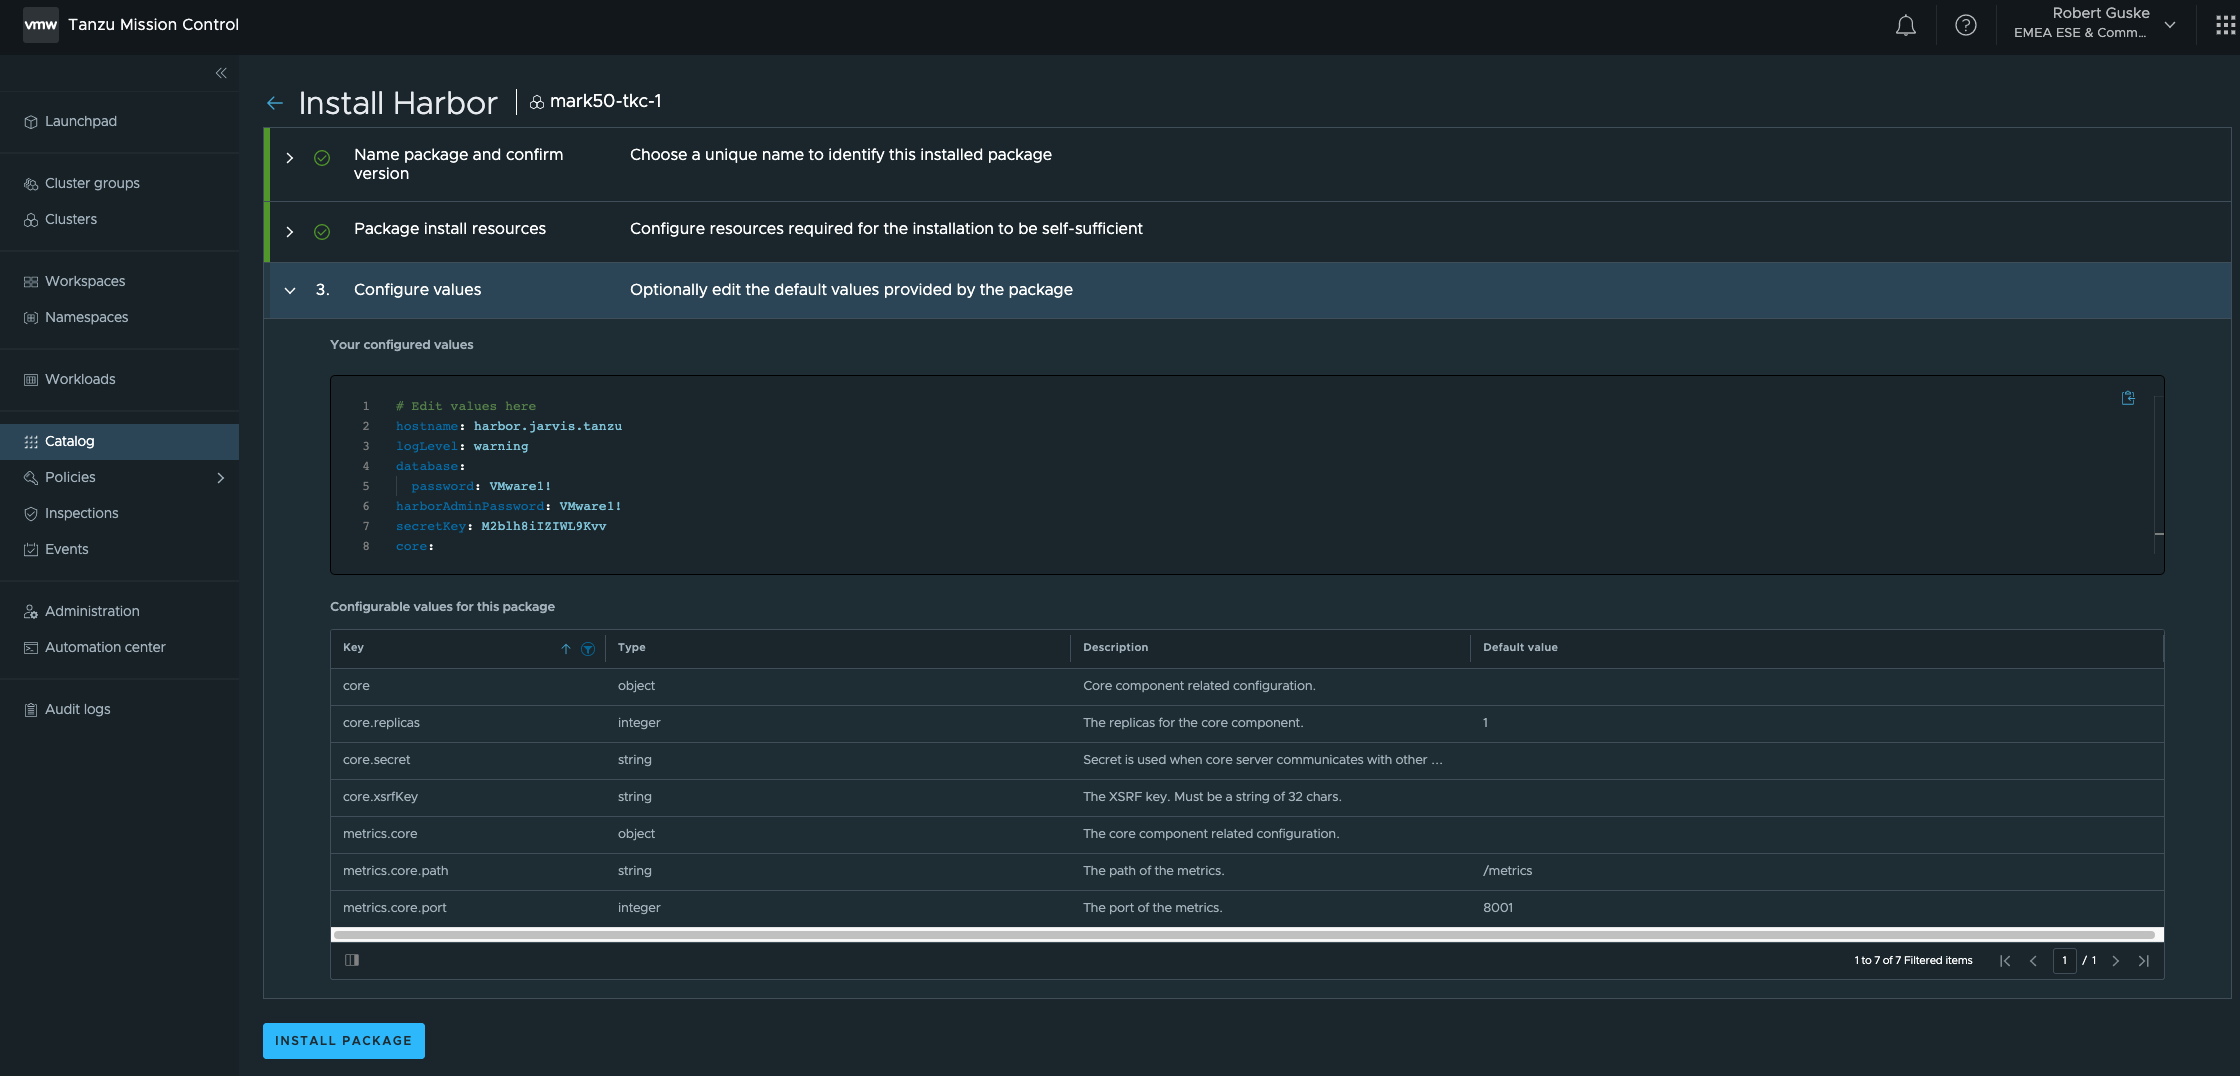 vmw Tanzu Mission Control
Robert Guske
EMEA ESE & Comm...
Launchpad
Cluster groups
Clusters
Workspaces
Namespaces
Workloads
Catalog
Policies
Inspections
Events
Administration
Automation center
Audit logs
Install Harbor mark50-tkc-1
Name package and confirm
version
Choose a unique name to identify this installed package
Package install resources
Configure resources required for the installation to be self-sufficient
3. Configure values
Optionally edit the default values provided by the package
Your configured values
1 # Edit values here
2 hostname: harbor.jarvis.tanzu
3 logLevel: warning
4 database:
5 password: VMware1!
6 harborAdminPassword: VMware1!
7 secretKey: M2blh8iIZIWL9Kvv
8 core:
Configurable values for this package
Key Type Description Default value
core object Core component related configuration.
core.replicas integer The replicas for the core component. 1
core.secret string Secret is used when core server communicates with other ...
core.xsrfKey string The XSRF key. Must be a string of 32 chars.
metrics.core object The core component related configuration.
metrics.core.path string The path of the metrics. /metrics
metrics.core.port integer The port of the metrics. 8001
1 to 7 of 7 Filtered items 1 / 1
INSTALL PACKAGE